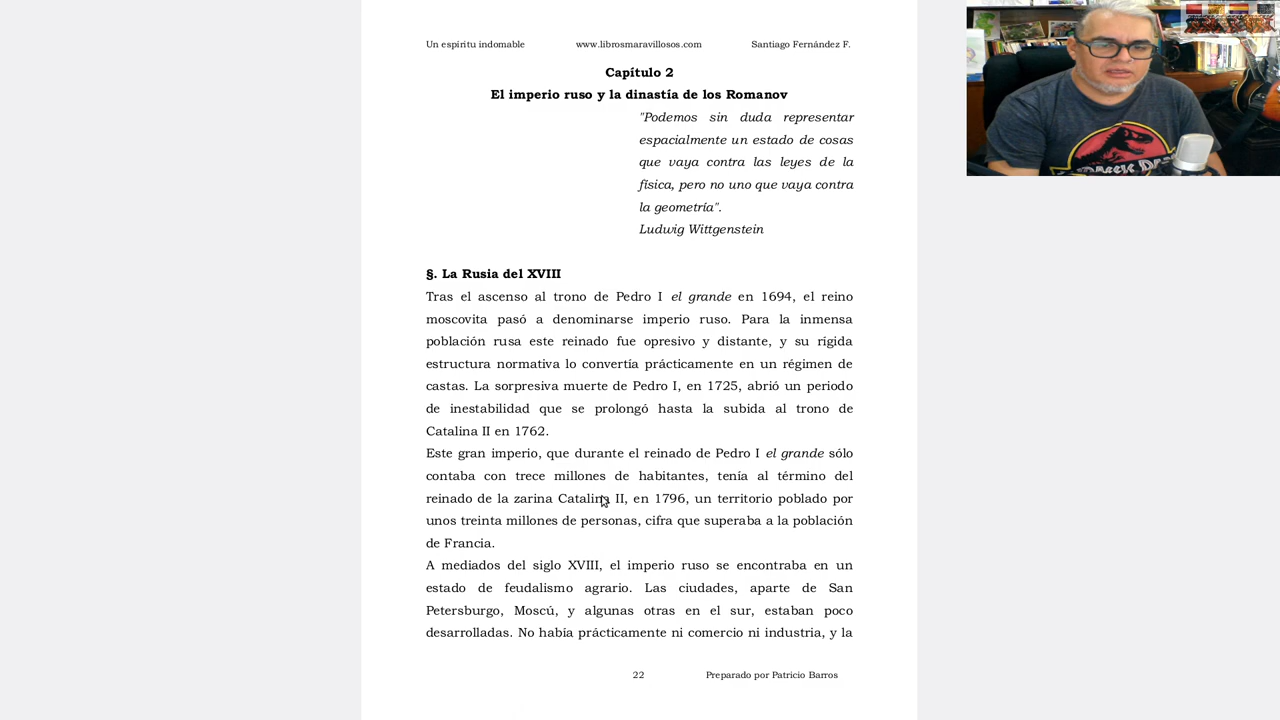 Un espíritu indomable www.librosmaravillosos.com Santiago Fernández F.
Capítulo 2
El imperio ruso y la dinastía de los Romanov
"Podemos sin duda representar
espacialmente un estado de cosas
que vaya contra las leyes de la
física, pero no uno que vaya contra
la geometría".
Ludwig Wittgenstein
§. La Rusia del XVIII
Tras el ascenso al trono de Pedro I el grande en 1694, el reino
moscovita pasó a denominarse imperio ruso. Para la inmensa
población rusa este reinado fue opresivo y distante, y su rígida
estructura normativa lo convertía prácticamente en un régimen de
castas. La sorpresiva muerte de Pedro I, en 1725, abrió un periodo
de inestabilidad que se prolongó hasta la subida al trono de
Catalina II en 1762.
Este gran imperio, que durante el reinado de Pedro I el grande sólo
contaba con trece millones de habitantes, tenía al término del
reinado de la zarina Catalina II, en 1796, un territorio poblado por
unos treinta millones de personas, cifra que superaba a la población
de Francia.
A mediados del siglo XVIII, el imperio ruso se encontraba en un
estado de feudalismo agrario. Las ciudades, aparte de San
Petersburgo, Moscú, y algunas otras en el sur, estaban poco
desarrolladas. No había prácticamente ni comercio ni industria, y la
22 Preparado por Patricio Barros